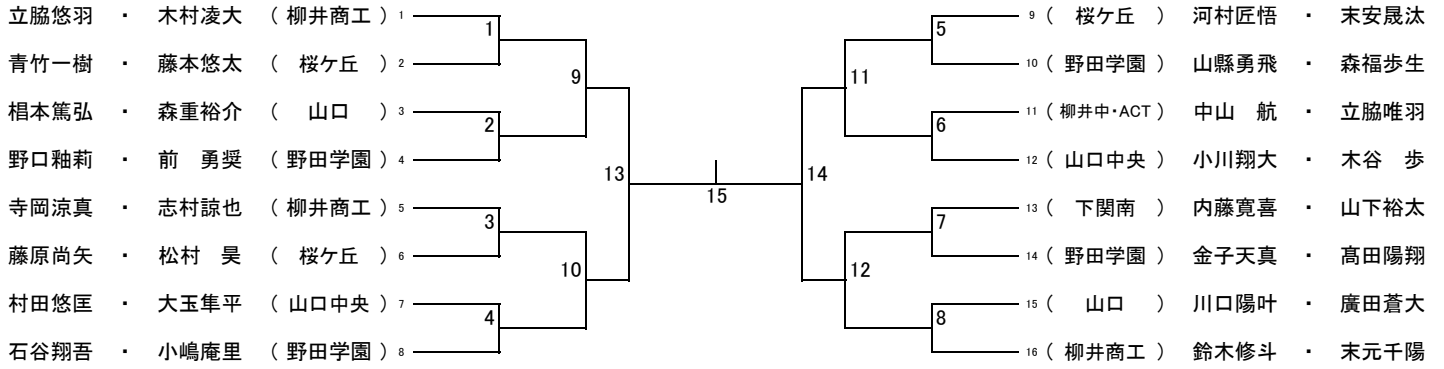 立脇悠羽 ・ 木村凌大 （ 柳井商工 ） 1
青竹一樹 ・ 藤本悠太 （ 桜ケ丘 ） 2
椙本篤弘 ・ 森重裕介 （ 山口 ） 3
野口釉莉 ・ 前 勇奨 （ 野田学園 ） 4
寺岡涼真 ・ 志村諒也 （ 柳井商工 ） 5
藤原尚矢 ・ 松村 昊 （ 桜ケ丘 ） 6
村田悠匡 ・ 大玉隼平 （ 山口中央 ） 7
石谷翔吾 ・ 小嶋庵里 （ 野田学園 ） 8
1
2
3
4
9
10
13
15
14
11
12
5
6
7
8
9 （ 桜ケ丘 ） 河村匠悟 ・ 末安晟汰
10 （ 野田学園 ） 山縣勇飛 ・ 森福歩生
11 （ 柳井中・ACT ） 中山 航 ・ 立脇唯羽
12 （ 山口中央 ） 小川翔大 ・ 木谷 歩
13 （ 下関南 ） 内藤寛喜 ・ 山下裕太
14 （ 野田学園 ） 金子天真 ・ 髙田陽翔
15 （ 山口 ） 川口陽叶 ・ 廣田蒼大
16 （ 柳井商工 ） 鈴木修斗 ・ 末元千陽